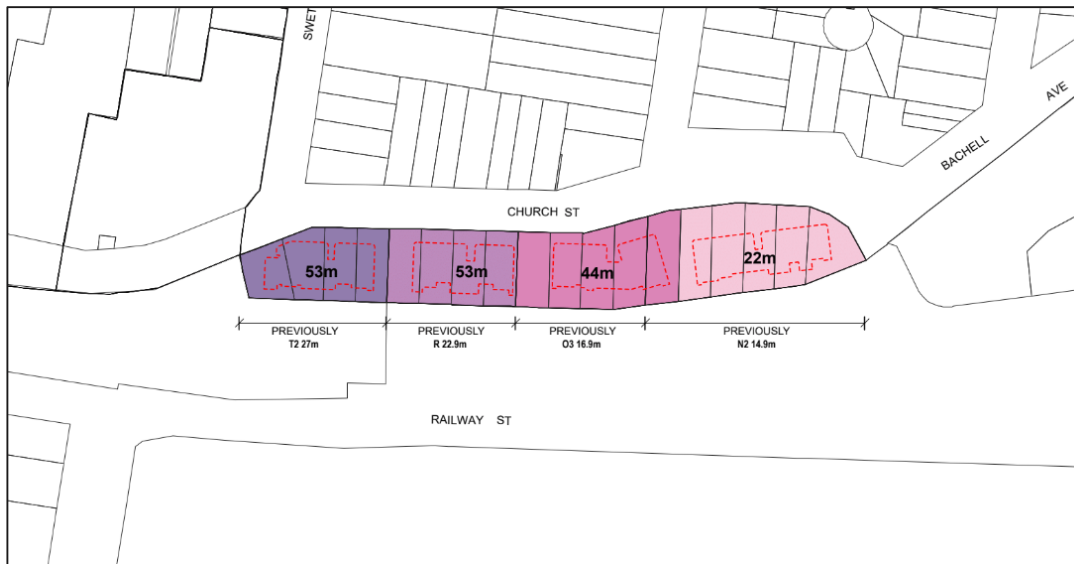 SWET
AVE
BACHELL
CHURCH ST
53m
53m
44m
22m
PREVIOUSLY
T2 27m
PREVIOUSLY
R 22.9m
PREVIOUSLY
O3 16.9m
PREVIOUSLY
N2 14.9m
RAILWAY ST